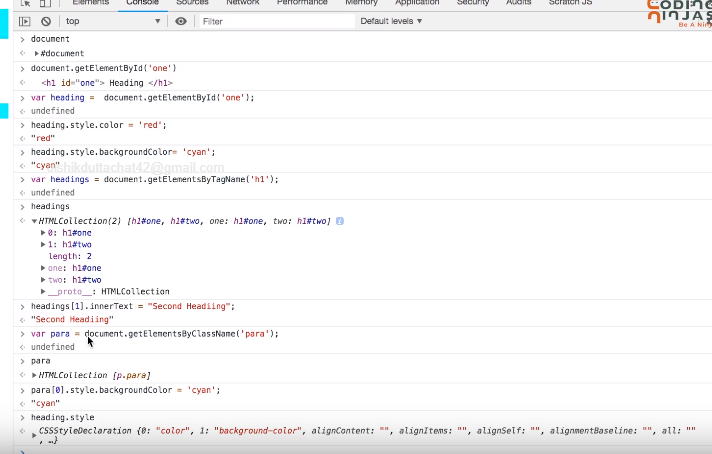 Elements Console Sources Network Performance Memory Application Security Audits Scratch JS
top Filter Default levels
CODING
NINJAS
Be A Ninja
document
#document
document.getElementById('one')
<h1 id="one"> Heading </h1>
var heading =  document.getElementById('one');
undefined
heading.style.color = 'red';
"red"
heading.style.backgroundColor= 'cyan';
"cyan"
var headings = document.getElementsByTagName('h1');
undefined
headings
HTMLCollection(2) [h1#one, h1#two, one: h1#one, two: h1#two]
0: h1#one
1: h1#two
length: 2
one: h1#one
two: h1#two
__proto__: HTMLCollection
headings[1].innerText = "Second Headiing";
"Second Headiing"
var para = document.getElementsByClassName('para');
undefined
para
HTMLCollection [p.para]
para[0].style.backgroundColor = 'cyan';
"cyan"
heading.style
CSSStyleDeclaration {0: "color", 1: "background-color", alignContent: "", alignItems: "", alignSelf: "", alignmentBaseline: "", all: ""
, …}